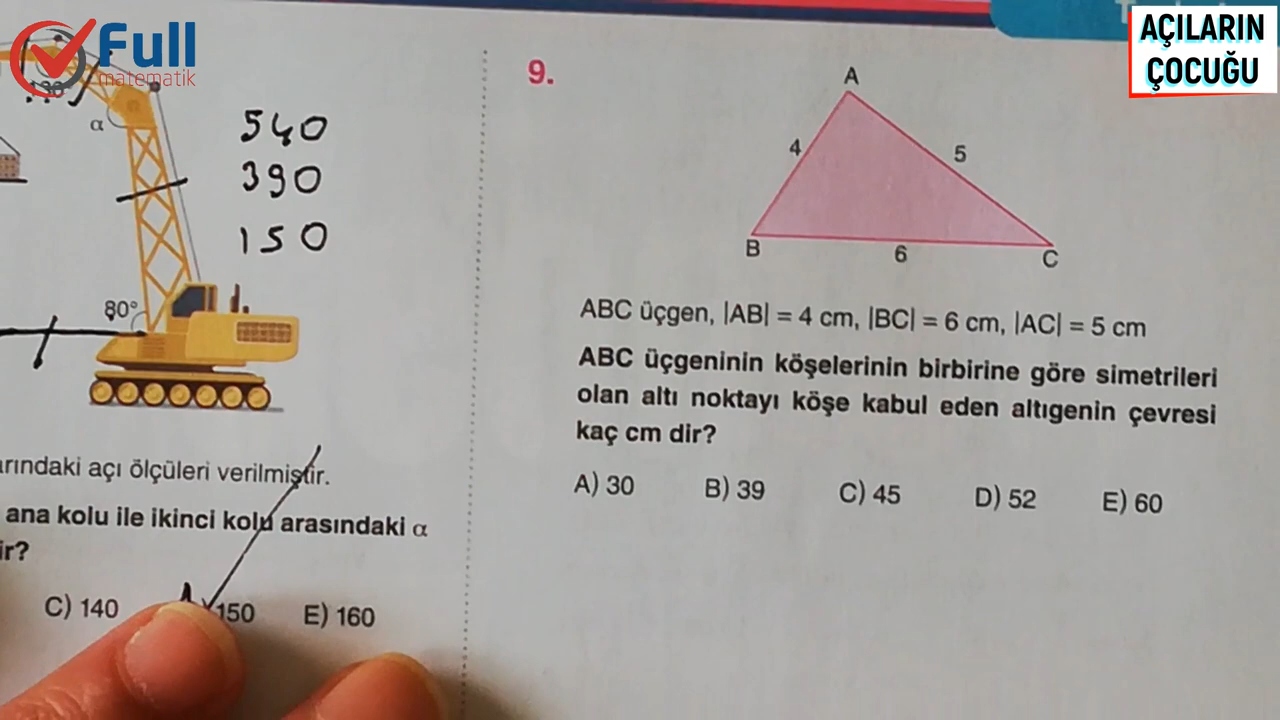 Full
matematik
AÇILARIN
ÇOCUĞU
130°
α
540
390
150
80°
arındaki açı ölçüleri verilmiştir.
ana kolu ile ikinci kolu arasındaki α
ir?
C) 140
150
E) 160
9.
A
4
5
B
6
C
ABC üçgen, |AB| = 4 cm, |BC| = 6 cm, |AC| = 5 cm
ABC üçgeninin köşelerinin birbirine göre simetrileri
olan altı noktayı köşe kabul eden altıgenin çevresi
kaç cm dir?
A) 30 B) 39 C) 45 D) 52 E) 60